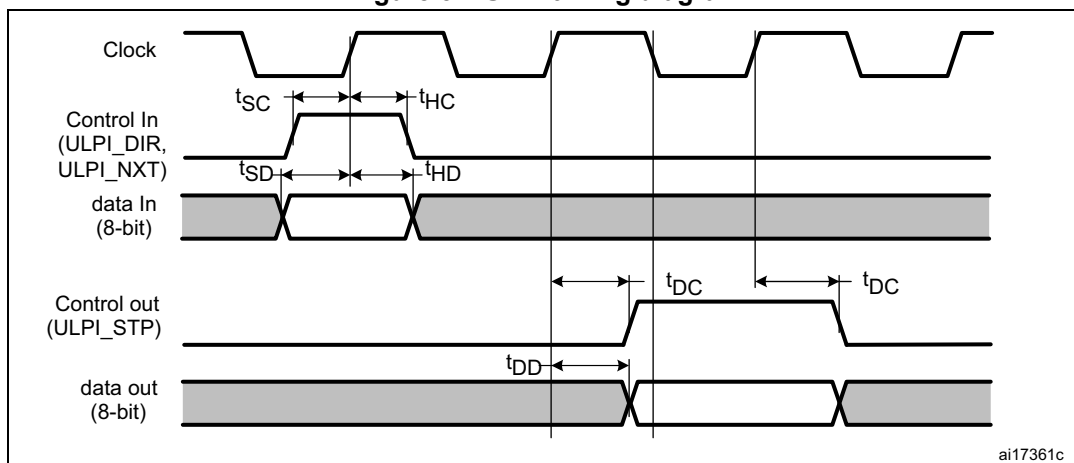 Clock
tSC
tHC
Control In
(ULPI_DIR,
ULPI_NXT)
tSD
tHD
data In
(8-bit)
tDC
tDC
Control out
(ULPI_STP)
tDD
data out
(8-bit)
ai17361c